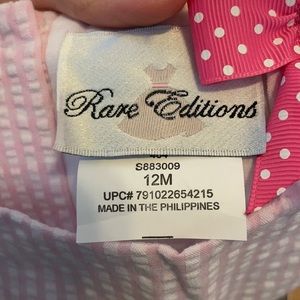 Rare Editions
S883009
12M
UPC# 791022654215
MADE IN THE PHILIPPINES